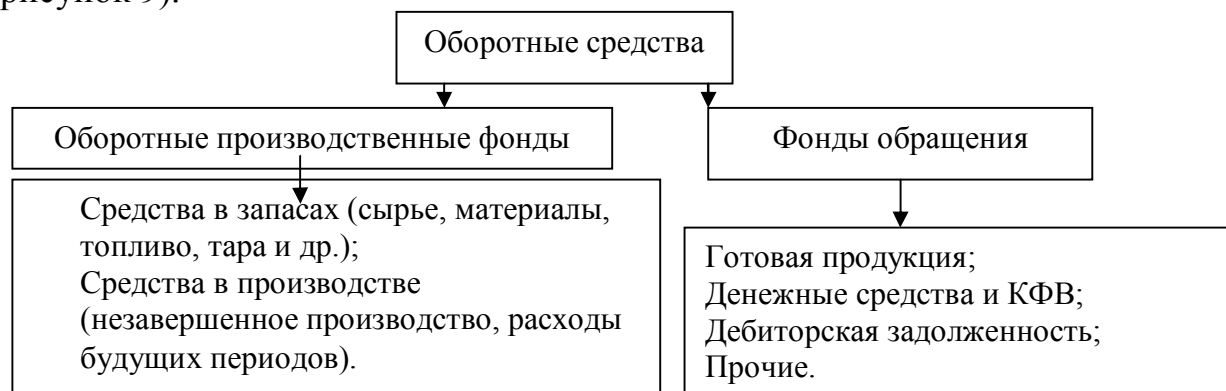 рисунок 9).
Оборотные средства
Оборотные производственные фонды
Фонды обращения
Средства в запасах (сырье, материалы,
топливо, тара и др.);
Средства в производстве
(незавершенное производство, расходы
будущих периодов).
Готовая продукция;
Денежные средства и КФВ;
Дебиторская задолженность;
Прочие.